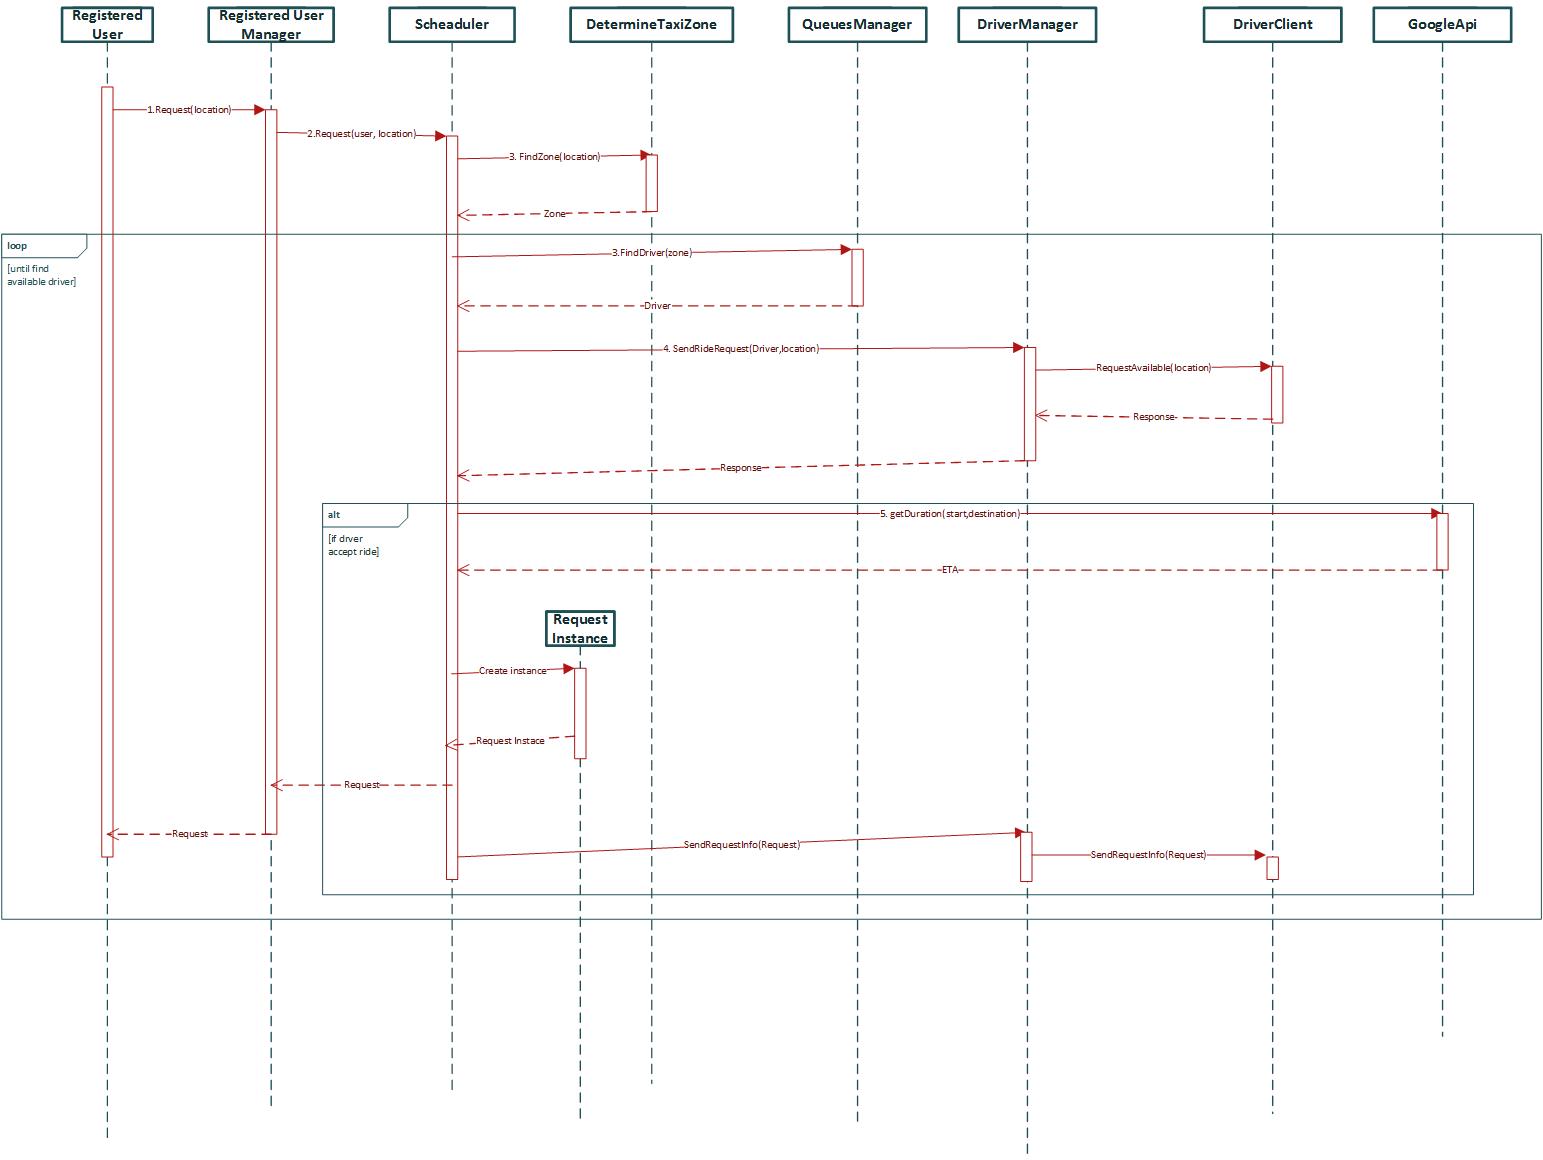 Registered
User
Registered User
Manager
Scheaduler
DetermineTaxiZone
QueuesManager
DriverManager
DriverClient
GoogleApi
1.Request(location)
2.Request(user, location)
3. FindZone(location)
Zone
loop
[until find
available driver]
3.FindDriver(zone)
Driver
4. SendRideRequest(Driver,location)
RequestAvailable(location)
Response
Response
alt
[if drver
accept ride]
5. getDuration(start,destination)
ETA
Request
Instance
Create instance
Request Instace
Request
Request
SendRequestInfo(Request)
SendRequestInfo(Request)